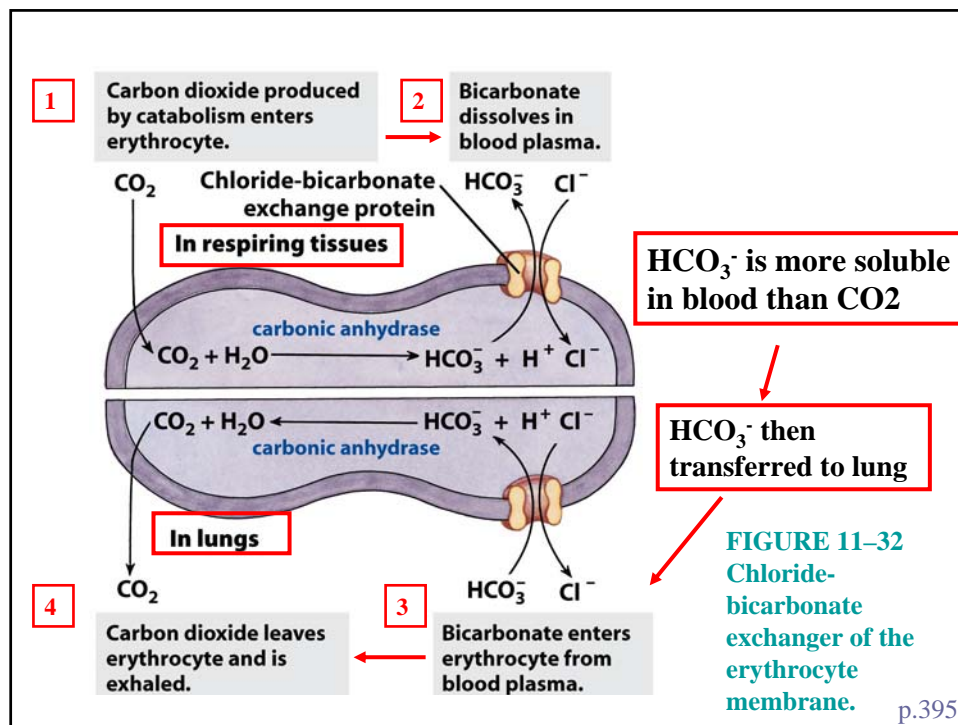 1
Carbon dioxide produced
by catabolism enters
erythrocyte.
2
Bicarbonate
dissolves in
blood plasma.
CO₂
Chloride-bicarbonate
exchange protein
HCO₃⁻ Cl⁻
In respiring tissues
carbonic anhydrase
CO₂ + H₂O HCO₃⁻ + H⁺ Cl⁻
HCO₃⁻ is more soluble
in blood than CO2
CO₂ + H₂O HCO₃⁻ + H⁺ Cl⁻
carbonic anhydrase
HCO₃⁻ then
transferred to lung
In lungs
CO₂
HCO₃⁻ Cl⁻
4
Carbon dioxide leaves
erythrocyte and is
exhaled.
3
Bicarbonate enters
erythrocyte from
blood plasma.
FIGURE 11–32
Chloride-
bicarbonate
exchanger of the
erythrocyte
membrane.
p.395